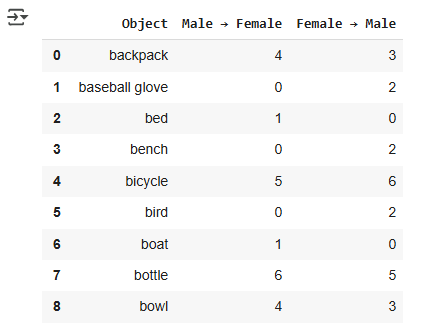 Object Male → Female Female → Male
0 backpack 4 3
1 baseball glove 0 2
2 bed 1 0
3 bench 0 2
4 bicycle 5 6
5 bird 0 2
6 boat 1 0
7 bottle 6 5
8 bowl 4 3